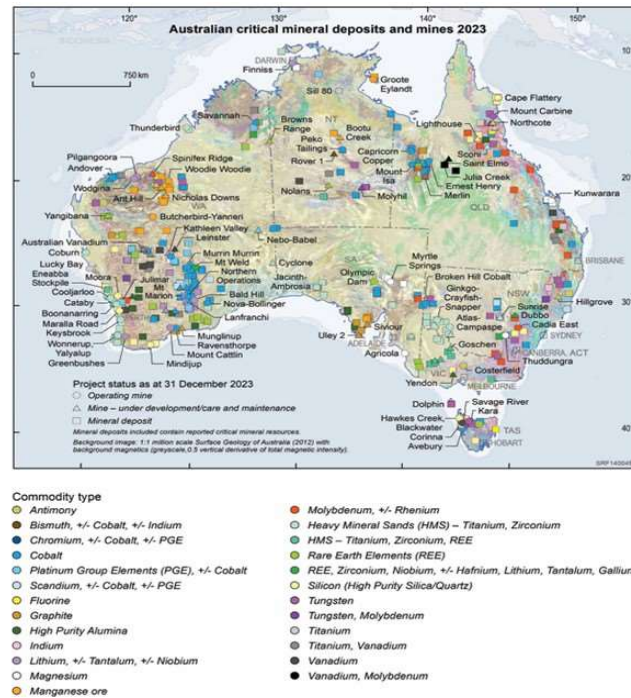 Australian critical mineral deposits and mines 2023
120°
140°
150°
0
750 km
DARWIN
Finniss
Groote
Eylandt
Sill 80
Cape Flattery
Savannah
NT
Mount Carbine
Northcote
Thunderbird
Browns
Range
Bootu
Creek
Lighthouse
Peko
Tailings
Capricorn
Copper
Scoru
Saint Elmo
Pilgangoora
Andover
Spinifex Ridge
Woodie Woodie
Rover 1
Mount
Isa
Julia Creek
Ernest Henry
Merlin
Kunwarara
20
Wodgina
Ant Hill
Nicholas Downs
Nolans
Molyhil
Yangibana
WA
Butcherbird-Yanneri
QLD
Australian Vanadium
Kathleen Valley
Leinster
Nebo-Babel
Coburn
Lucky Bay
Murrin Murrin
Mt Weld
Cyclone
SA
Myrtle
Springs
BRISBANE
Eneabba
Stockpile
Moora
Julimar
Mt
Marion
Northern
Operations
Jacinth-
Ambrosia
Olympic
Dam
Broken Hill Cobalt
Cooljarloo
Cataby
Bald Hill
Nova-Bollinger
Ginkgo-
Crayfish-
Snapper
NSW
Hillgrove
30
Boonanarring
Maralla Road
Lanfranchi
Sunrise
Dubbo
Keysbrook
Atlas-
Campaspe
Cadia East
SYDNEY
Wonnerup,
Yalyalup
Munglinup
Ravensthorpe
Uley 2
Siviour
ADELAIDE
Agricola
Goschen
CANBERRA, ACT
Greenbushes
Mount Cattlin
Mindijup
VIC
Thuddungra
Costerfield
Yendon
MELBOURNE
Project status as at 31 December 2023
Operating mine
Mine – under development/care and maintenance
Mineral deposit
Mineral deposits included contain reported critical mineral resources.
Background image: 1:1 million scale Surface Geology of Australia (2012) with
background magnetics (greyscale,0.5 vertical derivative of total magnetic intensity).
Dolphin
Savage River
Kara
Hawkes Creek,
Blackwater
Corinna
Avebury
TAS
HOBART
40
Commodity type
Antimony
Bismuth, +/- Cobalt, +/- Indium
Chromium, +/- Cobalt, +/- PGE
Cobalt
Platinum Group Elements (PGE), +/- Cobalt
Scandium, +/- Cobalt, +/- PGE
Fluorine
Graphite
High Purity Alumina
Indium
Lithium, +/- Tantalum, +/- Niobium
Magnesium
Manganese ore
Molybdenum, +/- Rhenium
Heavy Mineral Sands (HMS) – Titanium, Zirconium
HMS – Titanium, Zirconium, REE
Rare Earth Elements (REE)
REE, Zirconium, Niobium, +/- Hafnium, Lithium, Tantalum, Gallium
Silicon (High Purity Silica/Quartz)
Tungsten
Tungsten, Molybdenum
Titanium
Titanium, Vanadium
Vanadium
Vanadium, Molybdenum